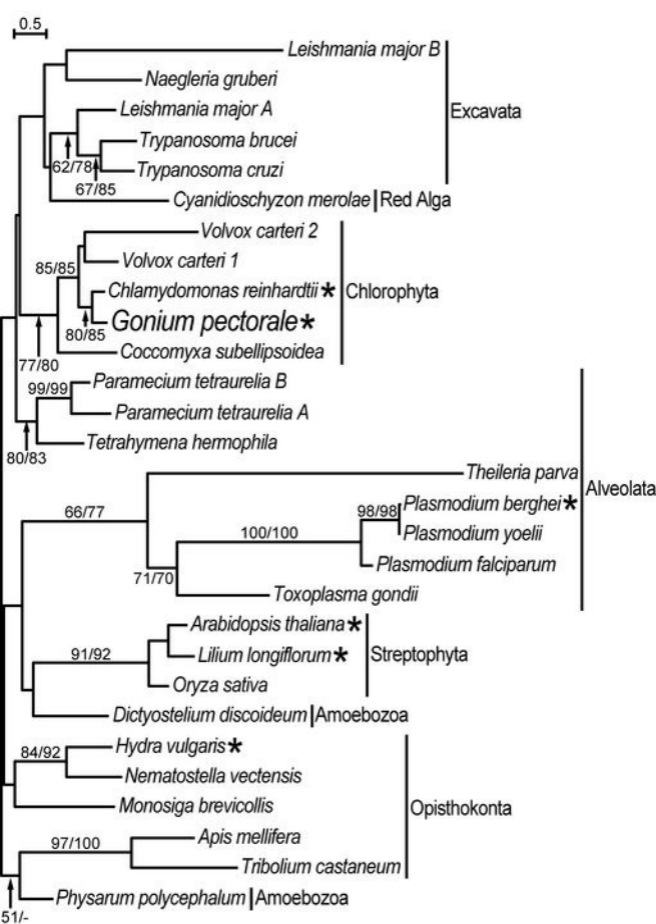 0.5
Leishmania major B
Naegleria gruberi
Leishmania major A
Excavata
Trypanosoma brucei
62/78
Trypanosoma cruzi
67/85
Cyanidioschyzon merolae Red Alga
Volvox carteri 2
Volvox carteri 1
85/85
Chlamydomonas reinhardtii * Chlorophyta
Gonium pectorale *
80/85
Coccomyxa subellipsoidea
77/80
Paramecium tetraurelia B
99/99
Paramecium tetraurelia A
Tetrahymena hermophila
80/83
Theileria parva
Alveolata
98/98 Plasmodium berghei *
66/77
Plasmodium yoelii
100/100
Plasmodium falciparum
71/70
Toxoplasma gondii
Arabidopsis thaliana *
91/92 Lilium longiflorum * Streptophyta
Oryza sativa
Dictyostelium discoideum Amoebozoa
84/92 Hydra vulgaris *
Nematostella vectensis
Monosiga brevicollis Opisthokonta
97/100 Apis mellifera
Tribolium castaneum
Physarum polycephalum Amoebozoa
51/-